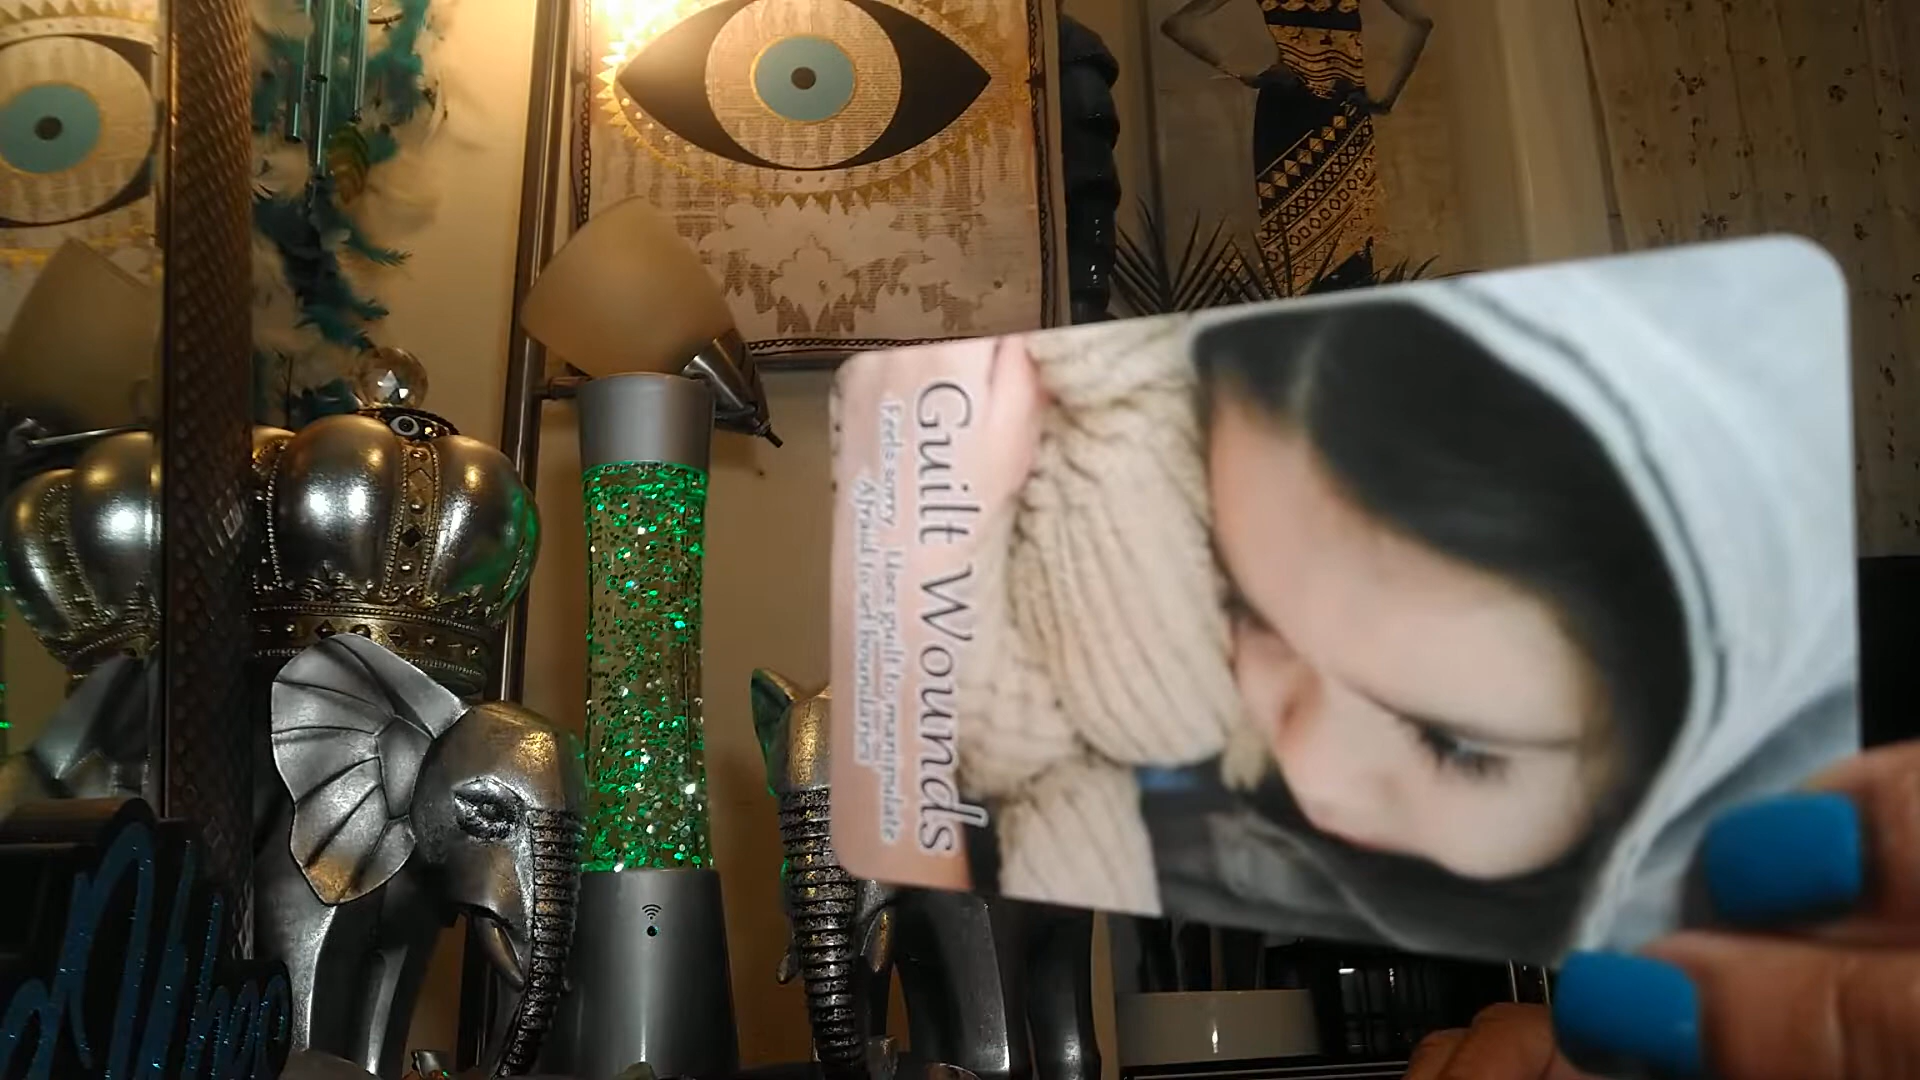 Guilt Wounds
Feels sorry Uses guilt to manipulate
Afraid to set boundaries